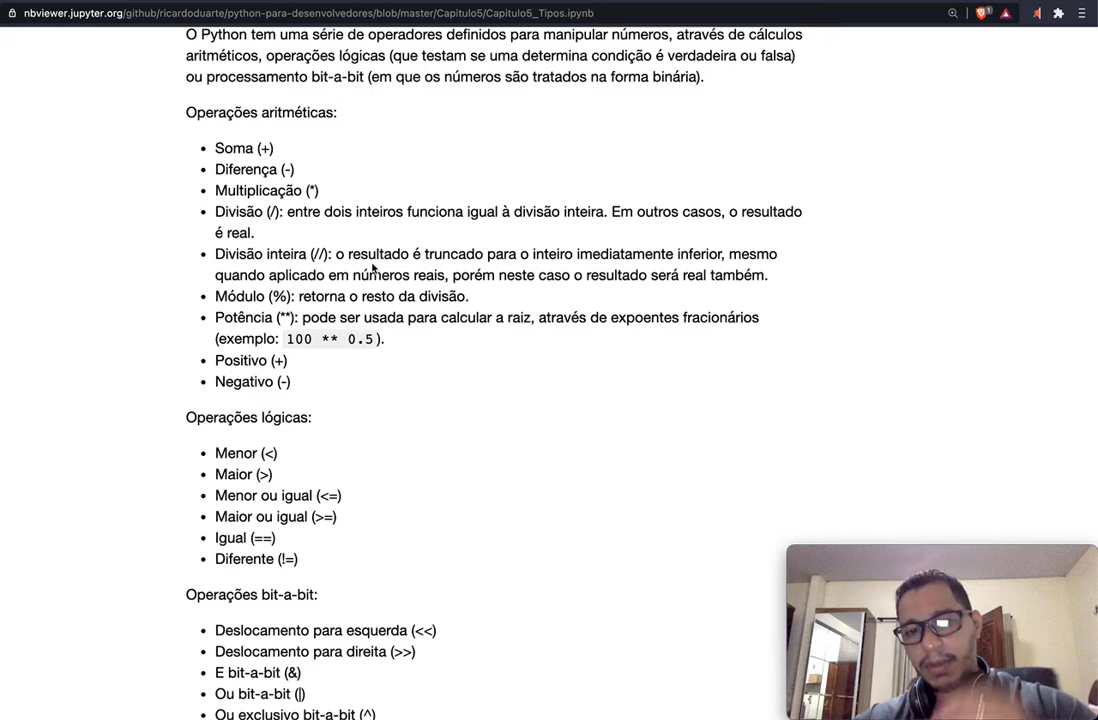 nbviewer.jupyter.org/github/ricardoduarte/python-para-desenvolvedores/blob/master/Capitulo5/Capitulo5_Tipos.ipynb
1
O Python tem uma série de operadores definidos para manipular números, através de cálculos
aritméticos, operações lógicas (que testam se uma determina condição é verdadeira ou falsa)
ou processamento bit-a-bit (em que os números são tratados na forma binária).
Operações aritméticas:
• Soma (+)
• Diferença (-)
• Multiplicação (*)
• Divisão (/): entre dois inteiros funciona igual à divisão inteira. Em outros casos, o resultado
é real.
• Divisão inteira (//): o resultado é truncado para o inteiro imediatamente inferior, mesmo
quando aplicado em números reais, porém neste caso o resultado será real também.
• Módulo (%): retorna o resto da divisão.
• Potência (**): pode ser usada para calcular a raiz, através de expoentes fracionários
(exemplo: 100 ** 0.5).
• Positivo (+)
• Negativo (-)
Operações lógicas:
• Menor (<)
• Maior (>)
• Menor ou igual (<=)
• Maior ou igual (>=)
• Igual (==)
• Diferente (!=)
Operações bit-a-bit:
• Deslocamento para esquerda (<<)
• Deslocamento para direita (>>)
• E bit-a-bit (&)
• Ou bit-a-bit (|)
• Ou exclusivo bit-a-bit (^)